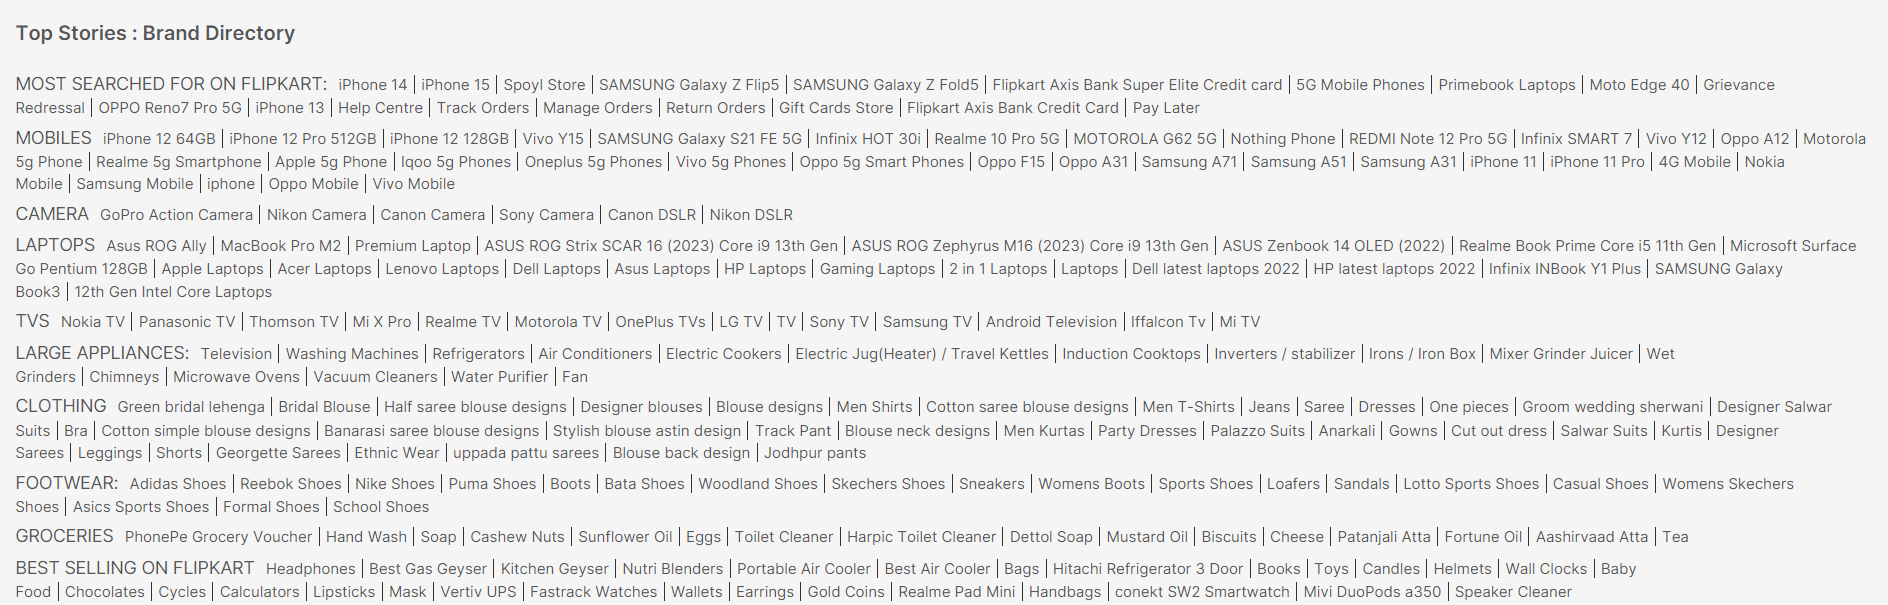 Top Stories : Brand Directory
MOST SEARCHED FOR ON FLIPKART: iPhone 14 | iPhone 15 | Spoyl Store | SAMSUNG Galaxy Z Flip5 | SAMSUNG Galaxy Z Fold5 | Flipkart Axis Bank Super Elite Credit card | 5G Mobile Phones | Primebook Laptops | Moto Edge 40 | Grievance
Redressal | OPPO Reno7 Pro 5G | iPhone 13 | Help Centre | Track Orders | Manage Orders | Return Orders | Gift Cards Store | Flipkart Axis Bank Credit Card | Pay Later
MOBILES iPhone 12 64GB | iPhone 12 Pro 512GB | iPhone 12 128GB | Vivo Y15 | SAMSUNG Galaxy S21 FE 5G | Infinix HOT 30i | Realme 10 Pro 5G | MOTOROLA G62 5G | Nothing Phone | REDMI Note 12 Pro 5G | Infinix SMART 7 | Vivo Y12 | Oppo A12 | Motorola
5g Phone | Realme 5g Smartphone | Apple 5g Phone | Iqoo 5g Phones | Oneplus 5g Phones | Vivo 5g Phones | Oppo 5g Smart Phones | Oppo F15 | Oppo A31 | Samsung A71 | Samsung A51 | Samsung A31 | iPhone 11 | iPhone 11 Pro | 4G Mobile | Nokia
Mobile | Samsung Mobile | iphone | Oppo Mobile | Vivo Mobile
CAMERA GoPro Action Camera | Nikon Camera | Canon Camera | Sony Camera | Canon DSLR | Nikon DSLR
LAPTOPS Asus ROG Ally | MacBook Pro M2 | Premium Laptop | ASUS ROG Strix SCAR 16 (2023) Core i9 13th Gen | ASUS ROG Zephyrus M16 (2023) Core i9 13th Gen | ASUS Zenbook 14 OLED (2022) | Realme Book Prime Core i5 11th Gen | Microsoft Surface
Go Pentium 128GB | Apple Laptops | Acer Laptops | Lenovo Laptops | Dell Laptops | Asus Laptops | HP Laptops | Gaming Laptops | 2 in 1 Laptops | Laptops | Dell latest laptops 2022 | HP latest laptops 2022 | Infinix INBook Y1 Plus | SAMSUNG Galaxy
Book3 | 12th Gen Intel Core Laptops
TVS Nokia TV | Panasonic TV | Thomson TV | Mi X Pro | Realme TV | Motorola TV | OnePlus TVs | LG TV | TV | Sony TV | Samsung TV | Android Television | Iffalcon Tv | Mi TV
LARGE APPLIANCES: Television | Washing Machines | Refrigerators | Air Conditioners | Electric Cookers | Electric Jug(Heater) / Travel Kettles | Induction Cooktops | Inverters / stabilizer | Irons / Iron Box | Mixer Grinder Juicer | Wet
Grinders | Chimneys | Microwave Ovens | Vacuum Cleaners | Water Purifier | Fan
CLOTHING Green bridal lehenga | Bridal Blouse | Half saree blouse designs | Designer blouses | Blouse designs | Men Shirts | Cotton saree blouse designs | Men T-Shirts | Jeans | Saree | Dresses | One pieces | Groom wedding sherwani | Designer Salwar
Suits | Bra | Cotton simple blouse designs | Banarasi saree blouse designs | Stylish blouse astin design | Track Pant | Blouse neck designs | Men Kurtas | Party Dresses | Palazzo Suits | Anarkali | Gowns | Cut out dress | Salwar Suits | Kurtis | Designer
Sarees | Leggings | Shorts | Georgette Sarees | Ethnic Wear | uppada pattu sarees | Blouse back design | Jodhpur pants
FOOTWEAR: Adidas Shoes | Reebok Shoes | Nike Shoes | Puma Shoes | Boots | Bata Shoes | Woodland Shoes | Skechers Shoes | Sneakers | Womens Boots | Sports Shoes | Loafers | Sandals | Lotto Sports Shoes | Casual Shoes | Womens Skechers
Shoes | Asics Sports Shoes | Formal Shoes | School Shoes
GROCERIES PhonePe Grocery Voucher | Hand Wash | Soap | Cashew Nuts | Sunflower Oil | Eggs | Toilet Cleaner | Harpic Toilet Cleaner | Dettol Soap | Mustard Oil | Biscuits | Cheese | Patanjali Atta | Fortune Oil | Aashirvaad Atta | Tea
BEST SELLING ON FLIPKART Headphones | Best Gas Geyser | Kitchen Geyser | Nutri Blenders | Portable Air Cooler | Best Air Cooler | Bags | Hitachi Refrigerator 3 Door | Books | Toys | Candles | Helmets | Wall Clocks | Baby
Food | Chocolates | Cycles | Calculators | Lipsticks | Mask | Vertiv UPS | Fastrack Watches | Wallets | Earrings | Gold Coins | Realme Pad Mini | Handbags | conekt SW2 Smartwatch | Mivi DuoPods a350 | Speaker Cleaner